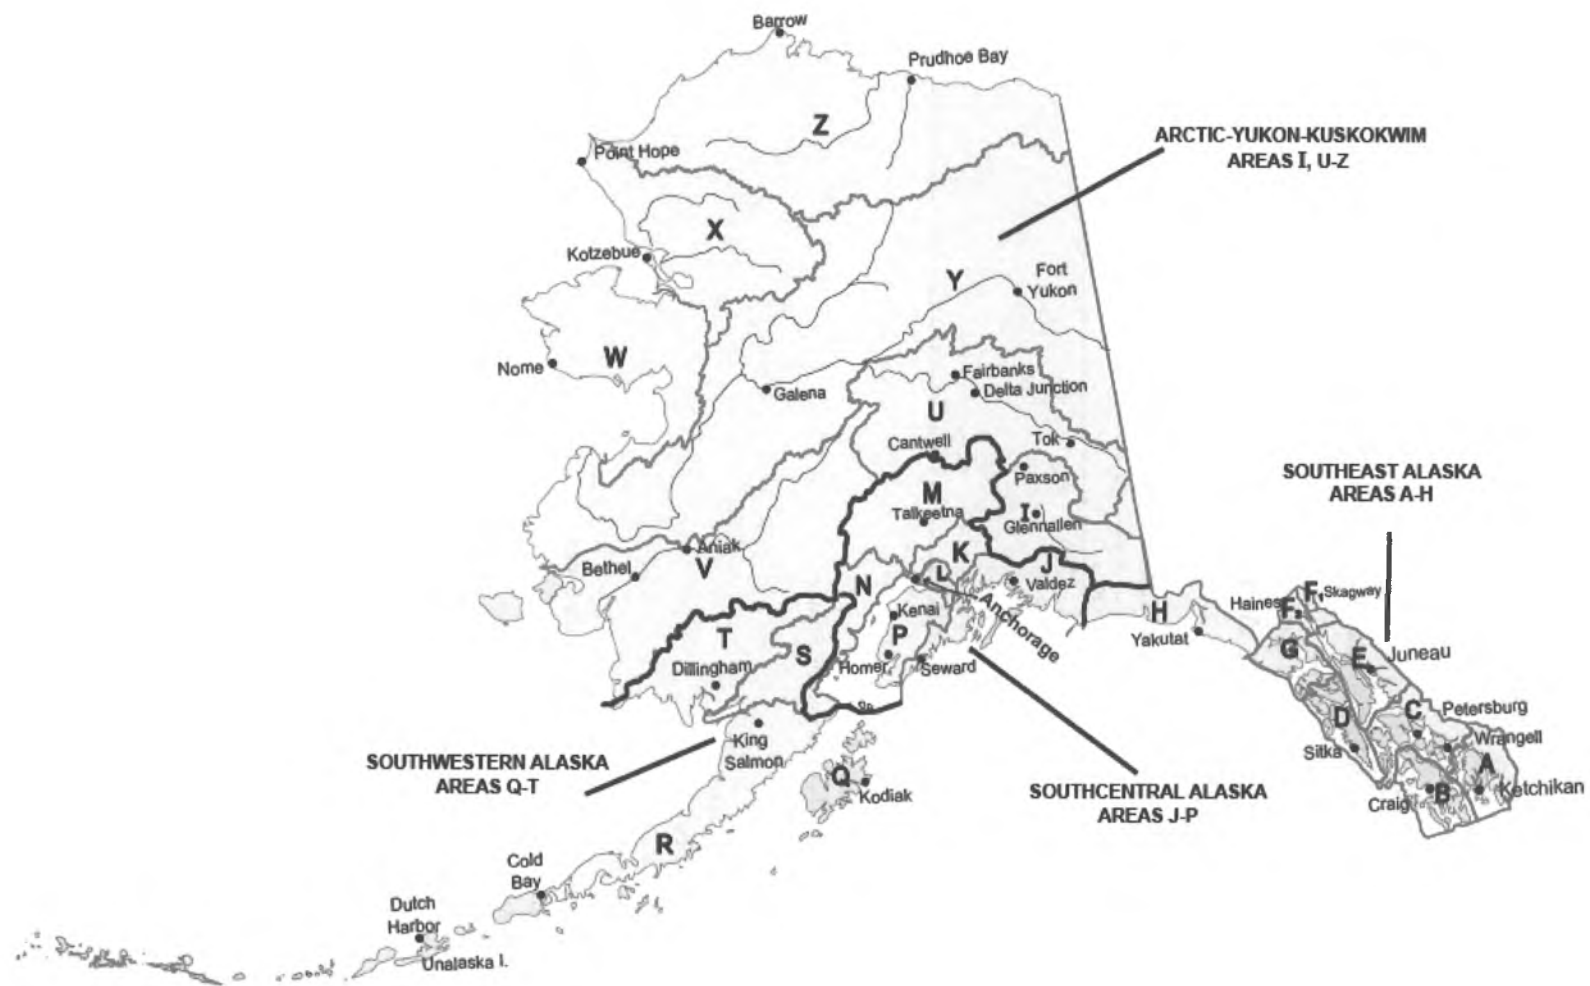 Barrow
Prudhoe Bay
Z
ARCTIC-YUKON-KUSKOKWIM
AREAS I, U-Z
Point Hope
X
Kotzebue
Y
Fort
Yukon
W
Nome
Galena
Fairbanks
Delta Junction
U
Cantwell
Tok
Paxson
SOUTHEAST ALASKA
AREAS A-H
M
Talkeetna
I
Glennallen
Aniak
Bethel
V
K
J
N
L
Valdez
Anchorage
H
Yakutat
Haines
F1
Skagway
F2
Kenai
P
T
S
Dillingham
Homer
Seward
G
E
Juneau
D
C
Petersburg
Sitka
Wrangell
A
B
Craig
Ketchikan
King
Salmon
SOUTHWESTERN ALASKA
AREAS Q-T
Q
Kodiak
SOUTHCENTRAL ALASKA
AREAS J-P
R
Cold
Bay
Dutch
Harbor
Unalaska I.